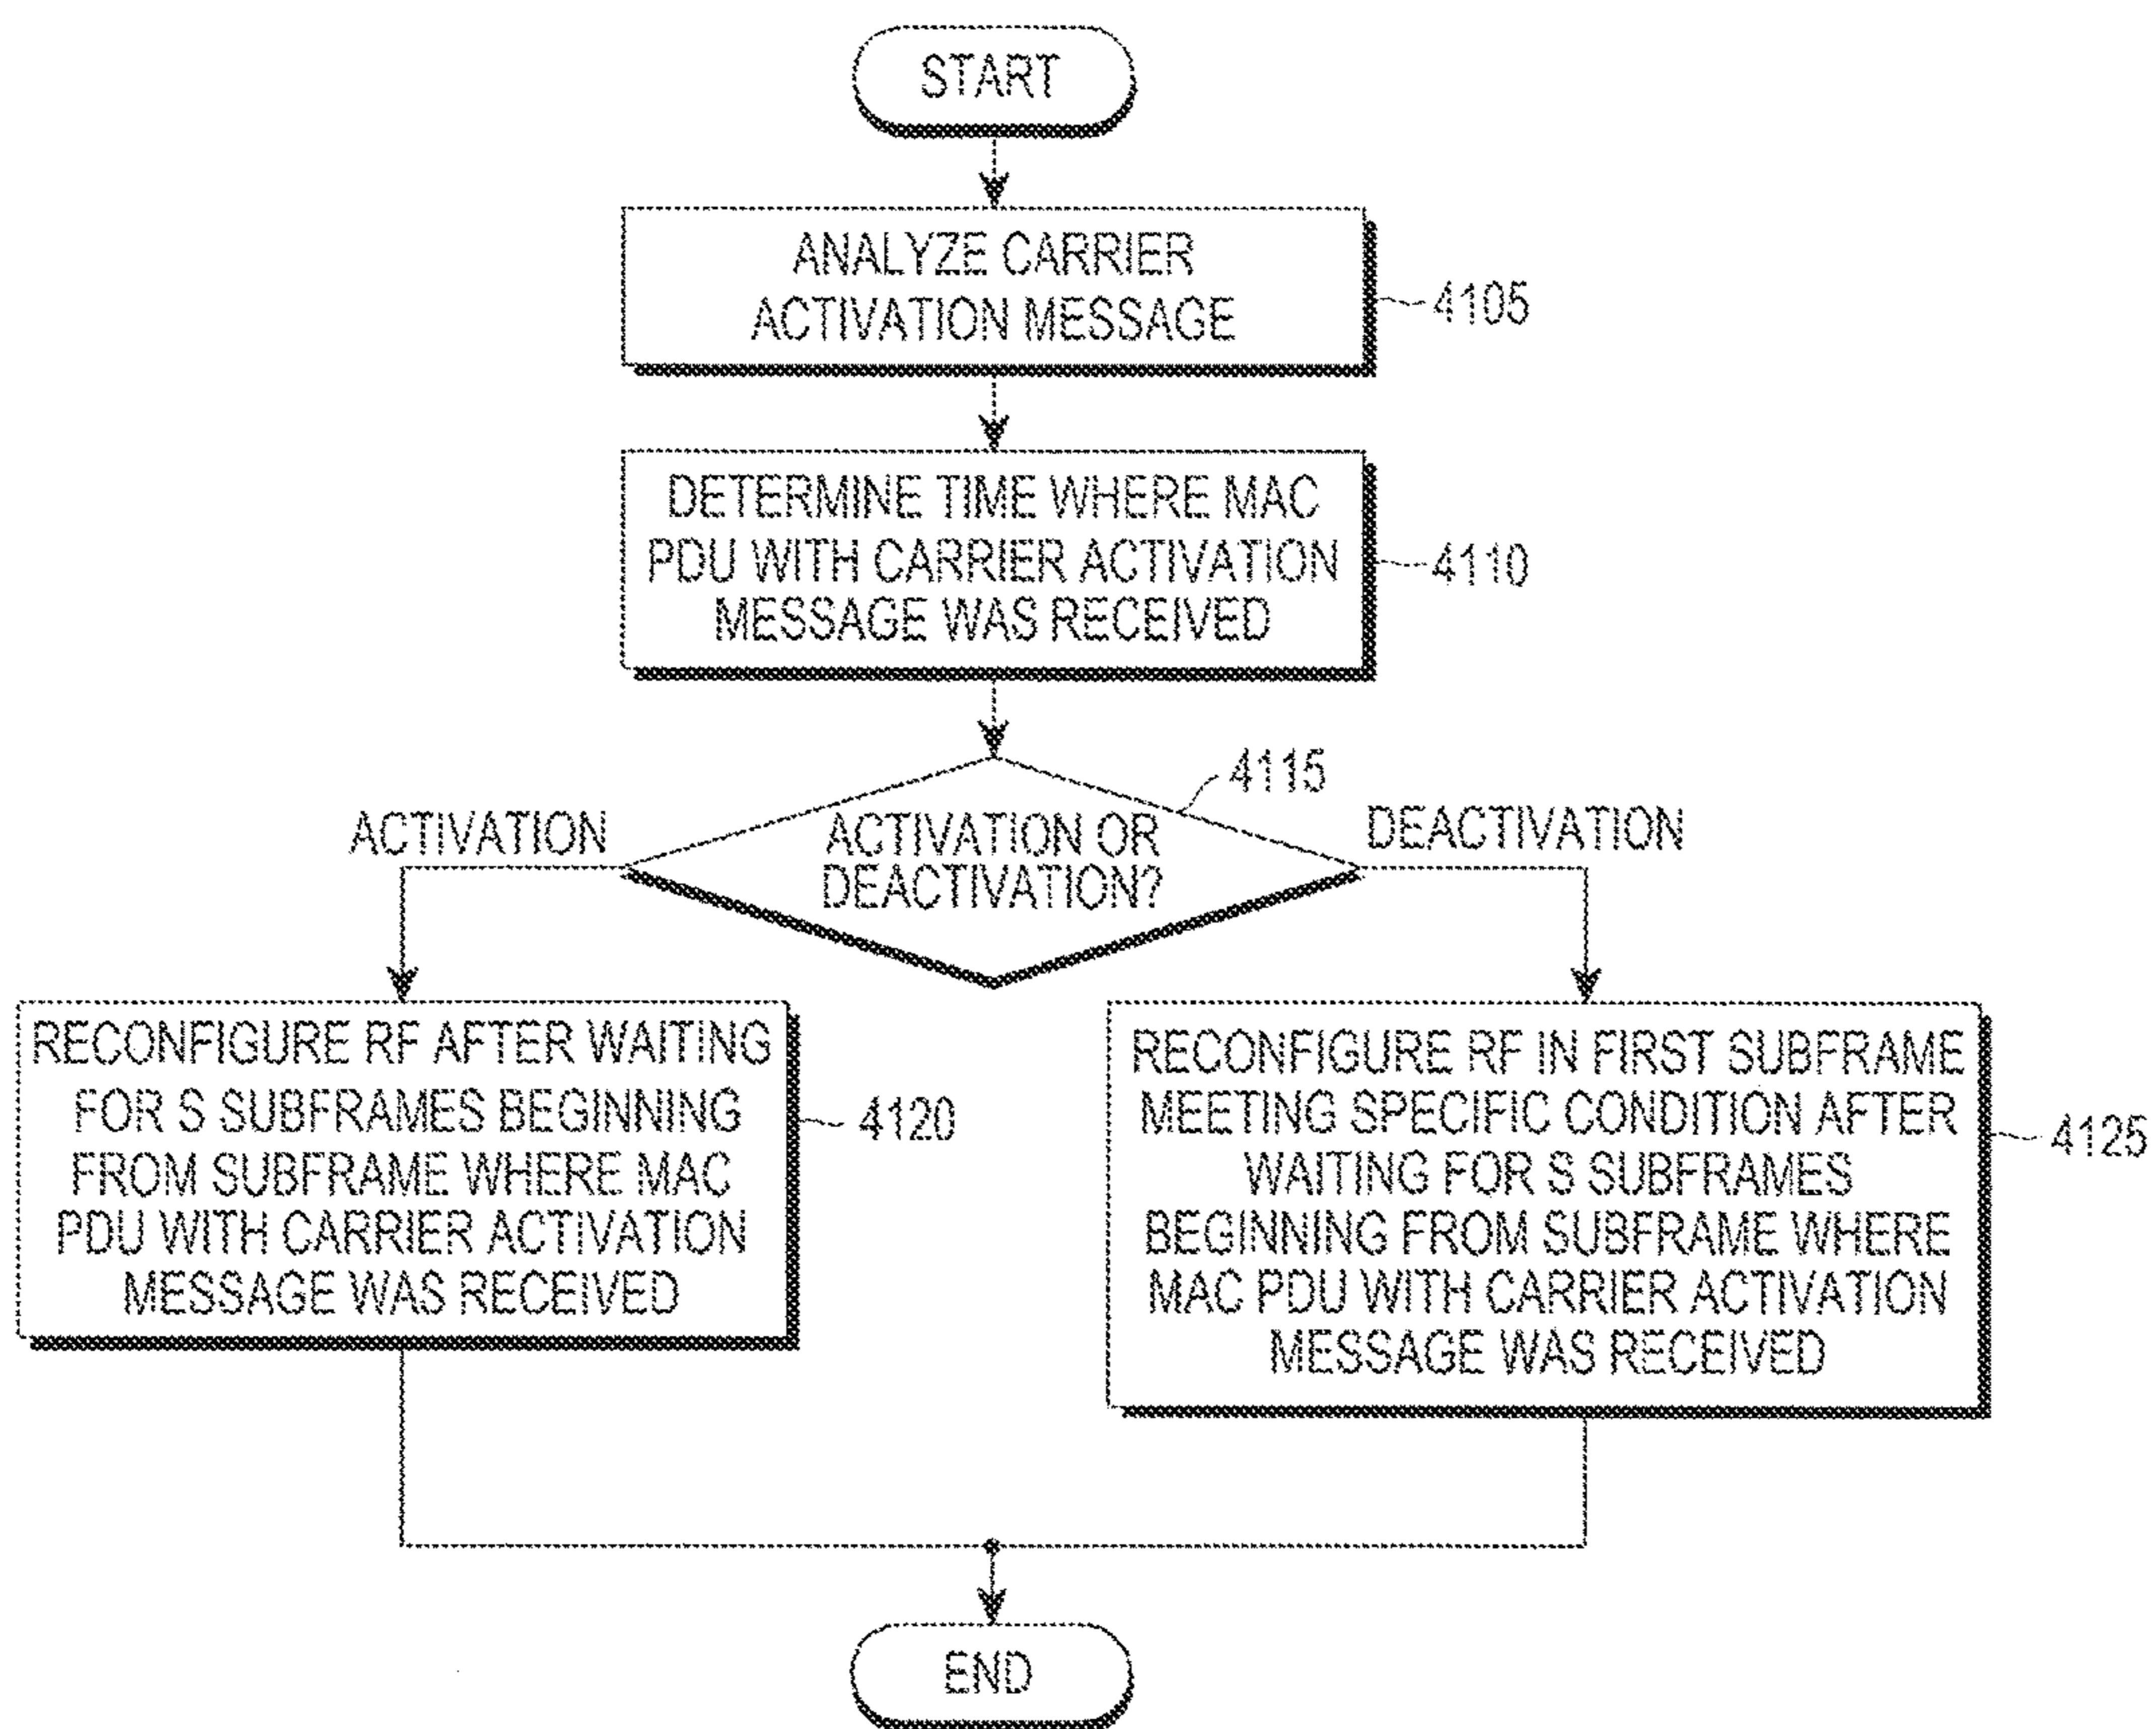 START
ANALYZE CARRIER
ACTIVATION MESSAGE
4105
DETERMINE TIME WHERE MAC
PDU WITH CARRIER ACTIVATION
MESSAGE WAS RECEIVED
4110
4115
ACTIVATION
ACTIVATION OR
DEACTIVATION?
DEACTIVATION
RECONFIGURE RF AFTER WAITING
FOR S SUBFRAMES BEGINNING
FROM SUBFRAME WHERE MAC
PDU WITH CARRIER ACTIVATION
MESSAGE WAS RECEIVED
4120
RECONFIGURE RF IN FIRST SUBFRAME
MEETING SPECIFIC CONDITION AFTER
WAITING FOR S SUBFRAMES
BEGINNING FROM SUBFRAME WHERE
MAC PDU WITH CARRIER ACTIVATION
MESSAGE WAS RECEIVED
4125
END